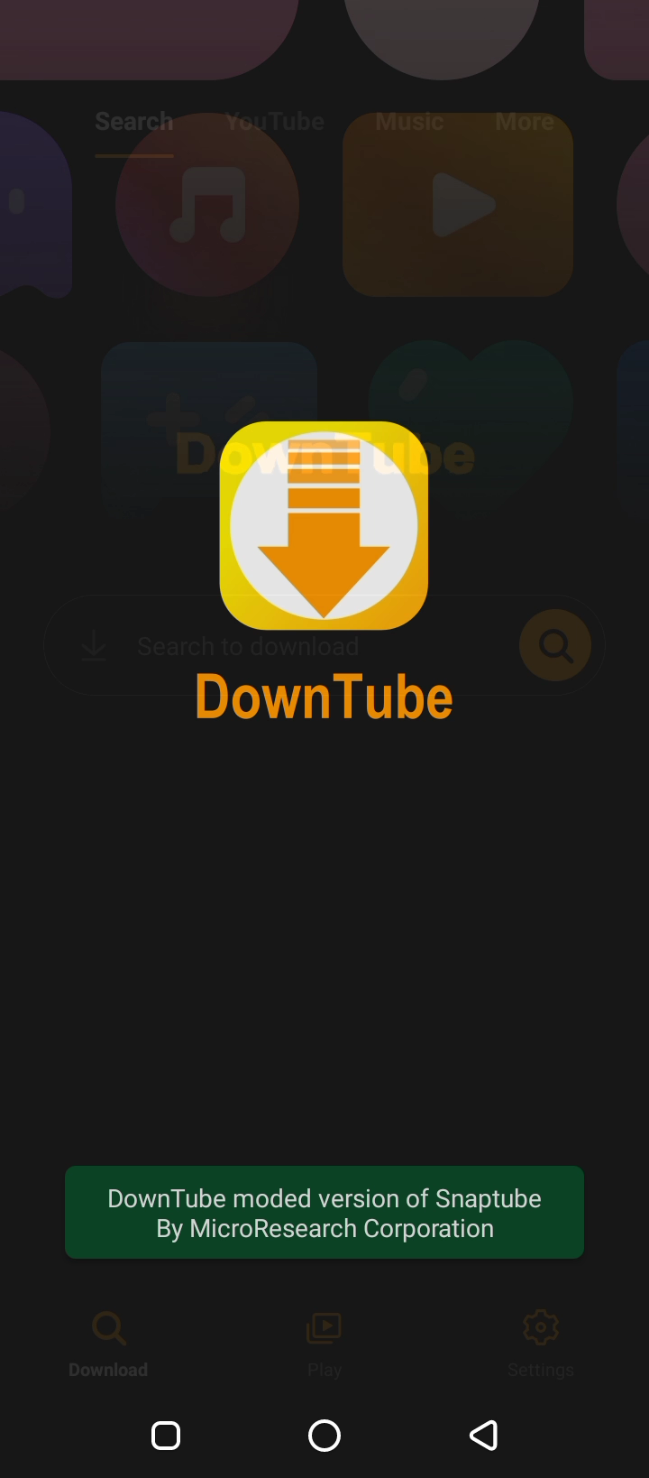 Search YouTube Music More
DownTube
Search to download
DownTube
DownTube moded version of Snaptube
By MicroResearch Corporation
Download Play Settings